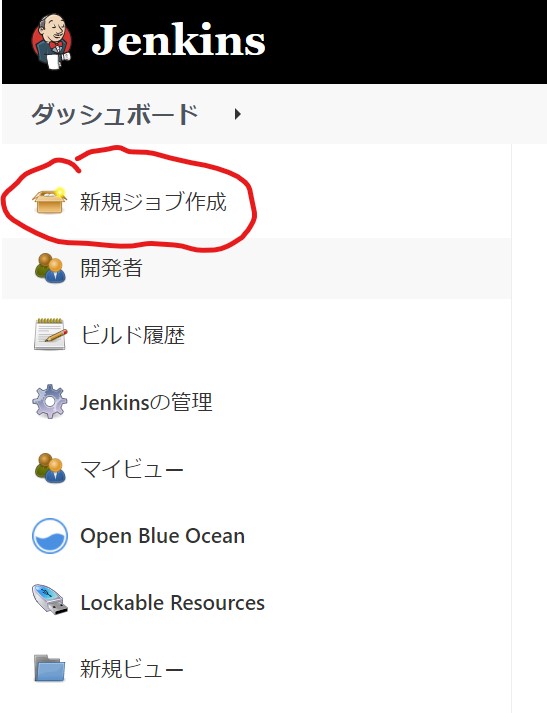 Jenkins
ダッシュボード
新規ジョブ作成
開発者
ビルド履歴
Jenkinsの管理
マイビュー
Open Blue Ocean
Lockable Resources
新規ビュー